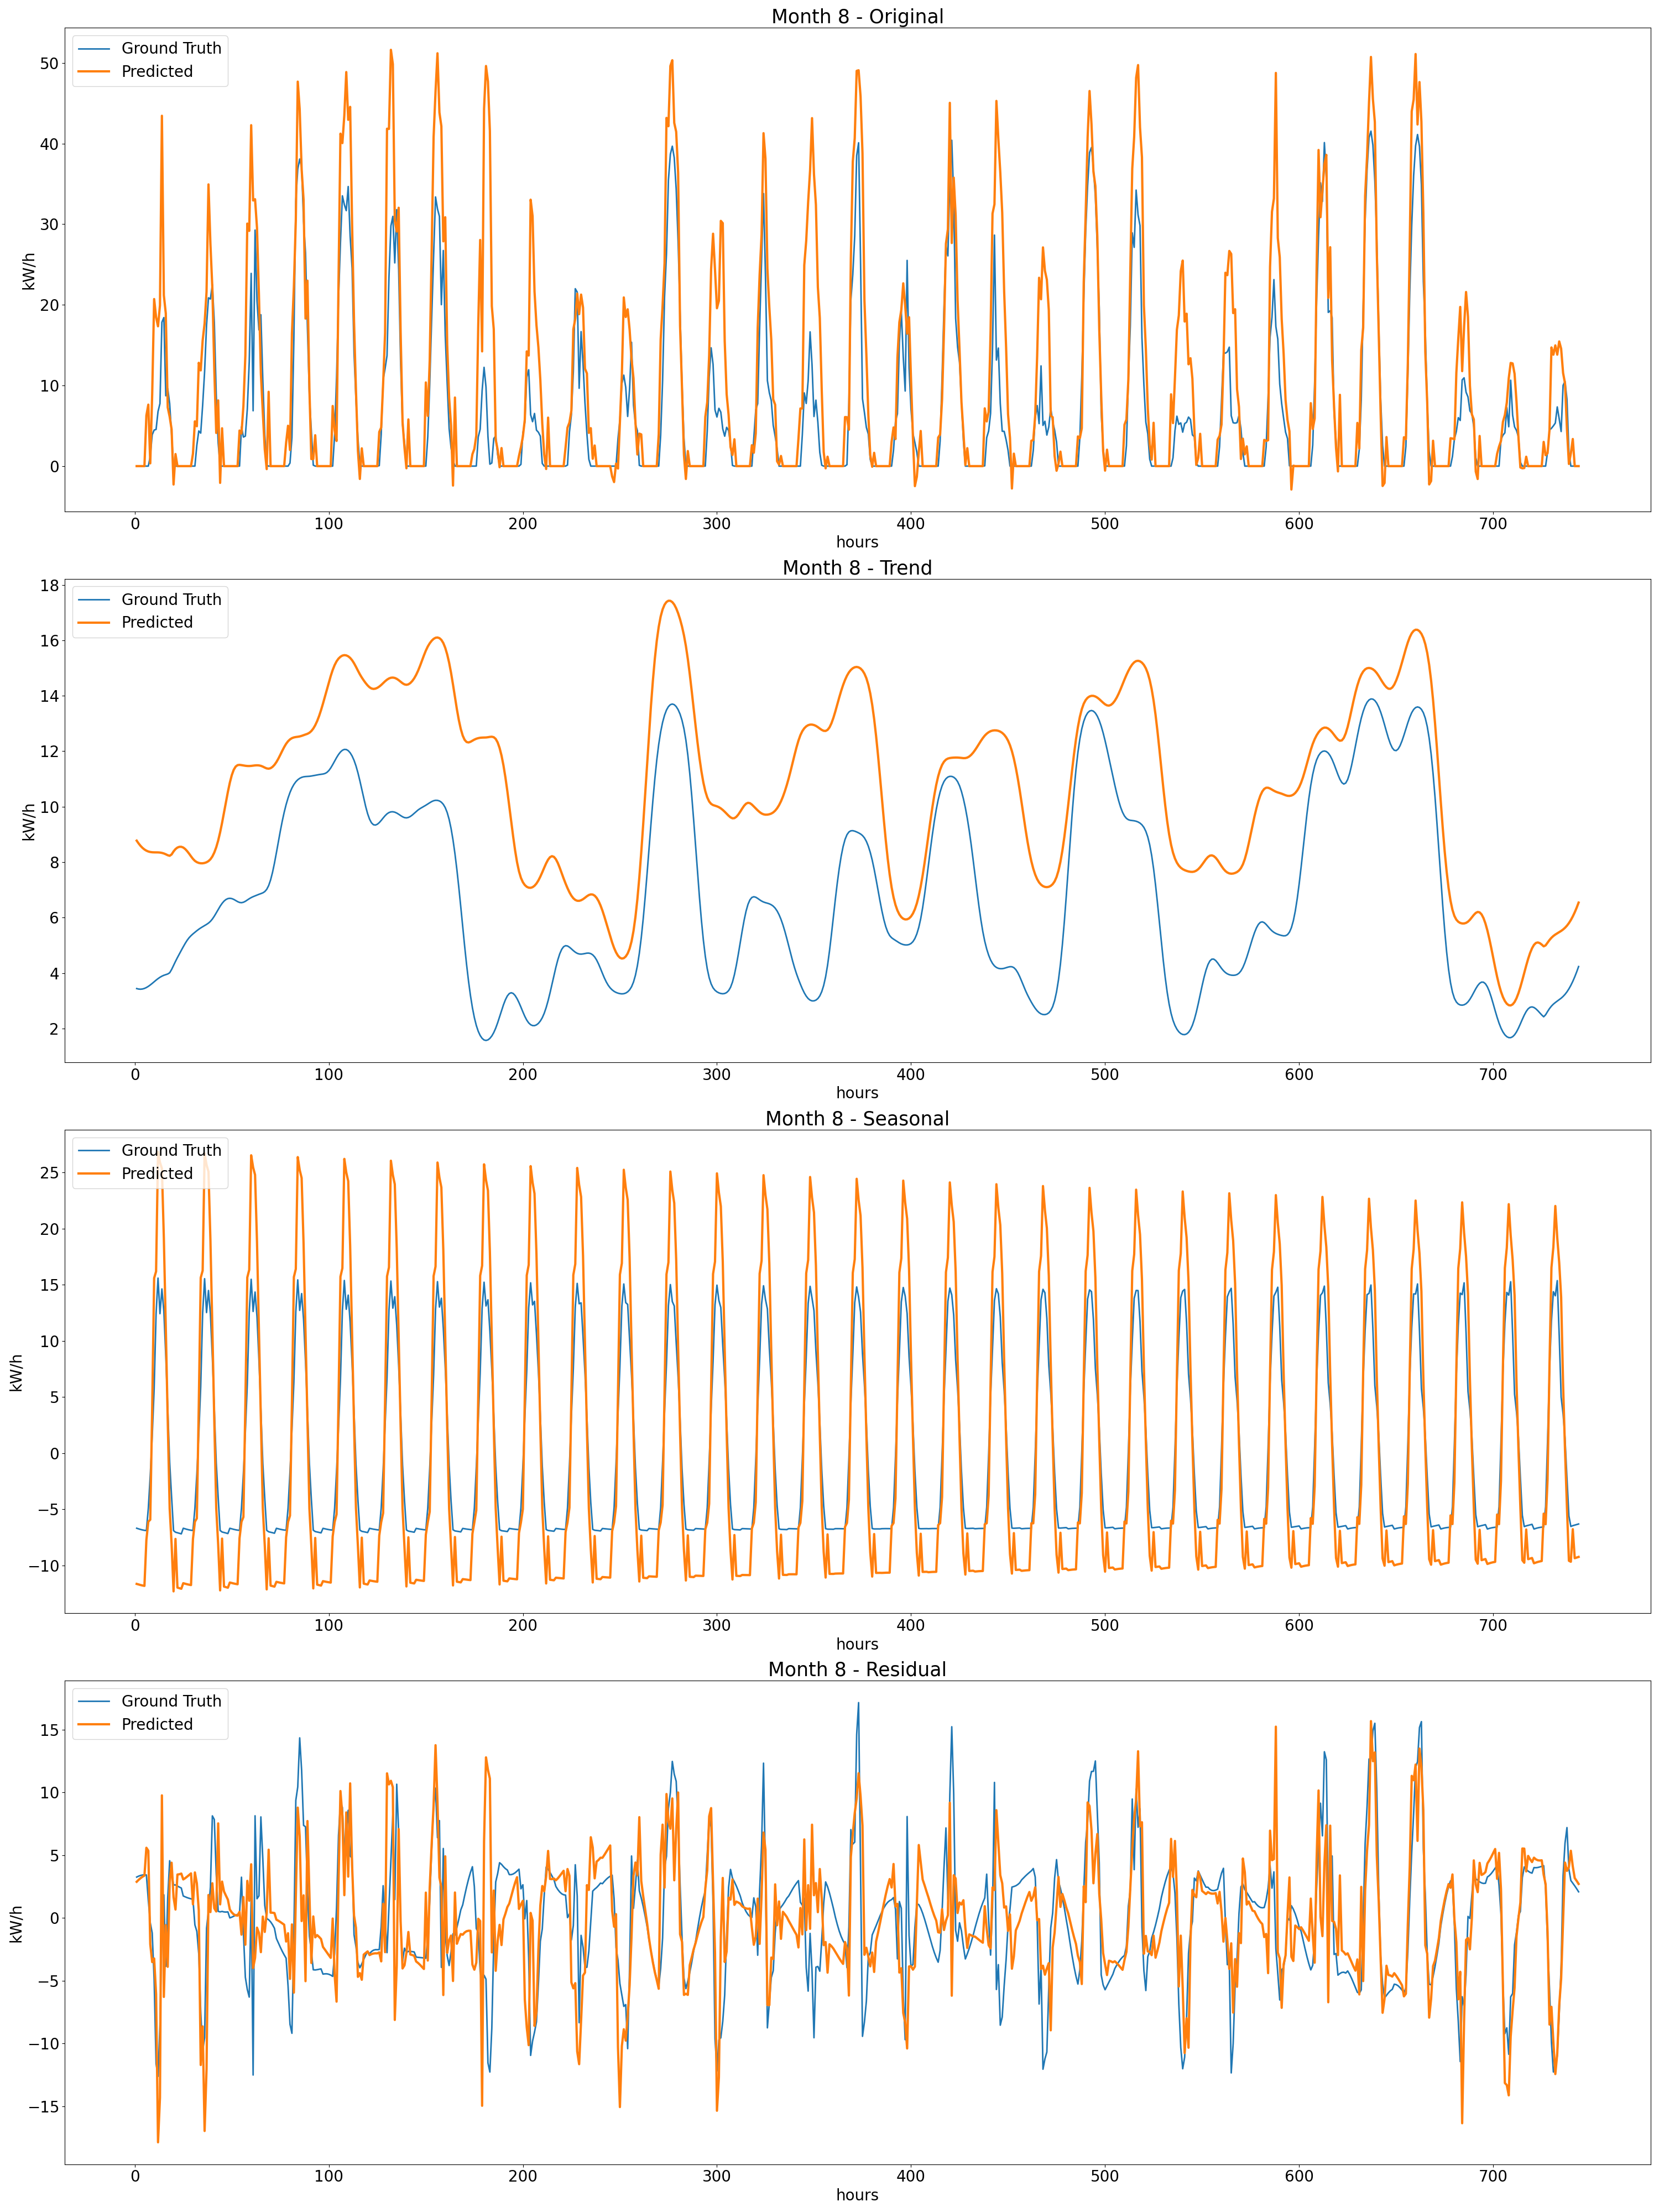 Month 8 - Original
Ground Truth
Predicted
50
40
30
20
10
0
kW/h
0 100 200 300 400 500 600 700
hours
Month 8 - Trend
Ground Truth
Predicted
18
16
14
12
10
8
6
4
2
kW/h
0 100 200 300 400 500 600 700
hours
Month 8 - Seasonal
Ground Truth
Predicted
25
20
15
10
5
0
−5
−10
kW/h
0 100 200 300 400 500 600 700
hours
Month 8 - Residual
Ground Truth
Predicted
15
10
5
0
−5
−10
−15
kW/h
0 100 200 300 400 500 600 700
hours